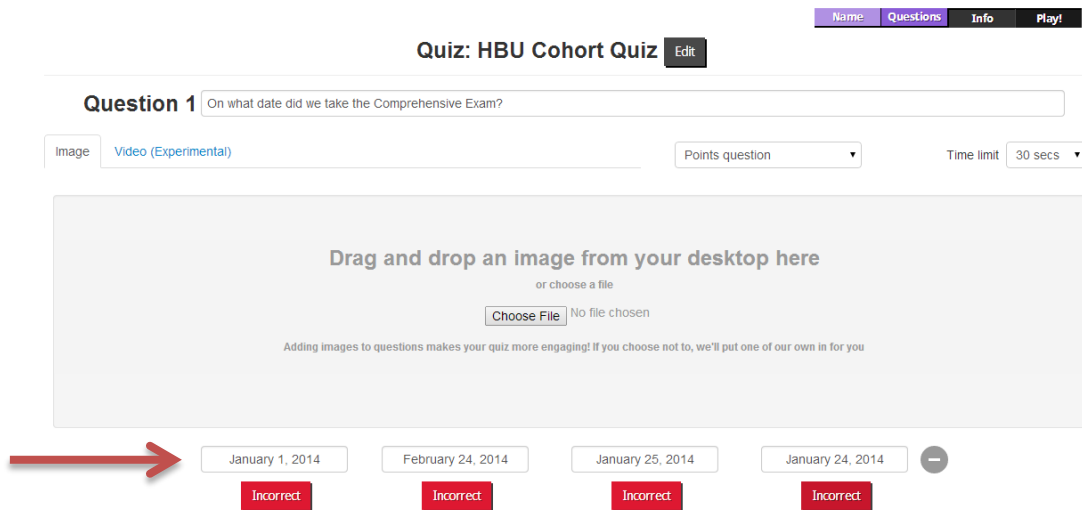 Name Questions Info Play!
Quiz: HBU Cohort Quiz Edit
Question 1 On what date did we take the Comprehensive Exam?
Image Video (Experimental) Points question Time limit 30 secs
Drag and drop an image from your desktop here
or choose a file
Choose File No file chosen
Adding images to questions makes your quiz more engaging! If you choose not to, we'll put one of our own in for you
January 1, 2014 February 24, 2014 January 25, 2014 January 24, 2014
Incorrect Incorrect Incorrect Incorrect